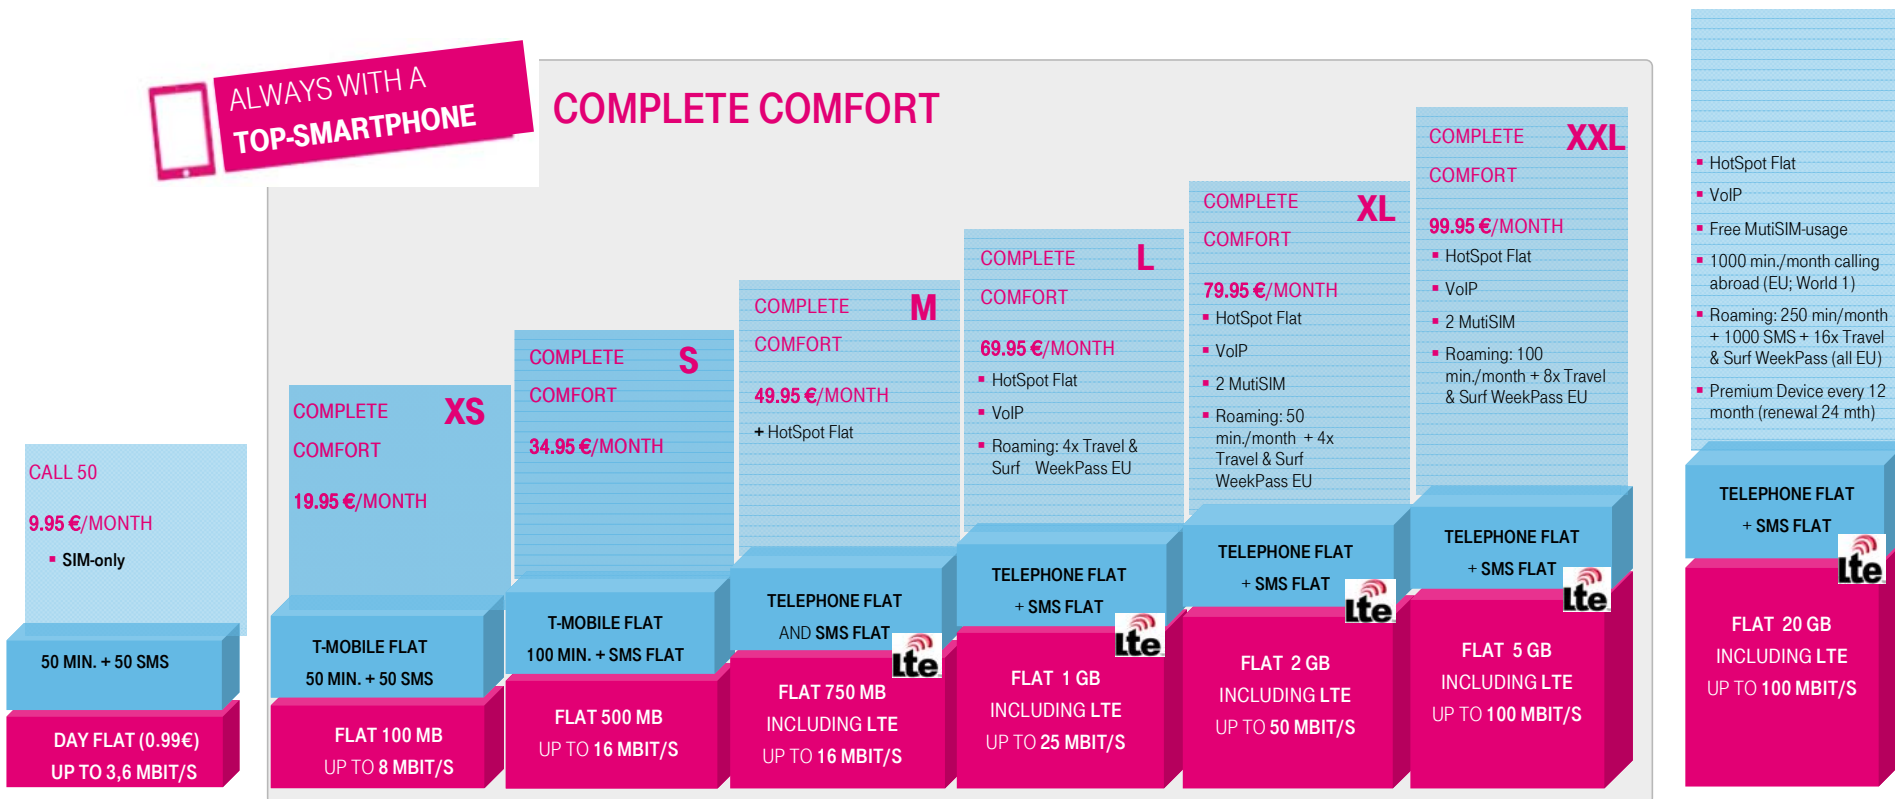 ALWAYS WITH A
TOP-SMARTPHONE
COMPLETE COMFORT
CALL 50
9.95 €/MONTH
▪ SIM-only
50 MIN. + 50 SMS
DAY FLAT (0.99€)
UP TO 3,6 MBIT/S
COMPLETE XS
COMFORT
19.95 €/MONTH
T-MOBILE FLAT
50 MIN. + 50 SMS
FLAT 100 MB
UP TO 8 MBIT/S
COMPLETE S
COMFORT
34.95 €/MONTH
T-MOBILE FLAT
100 MIN. + SMS FLAT
FLAT 500 MB
UP TO 16 MBIT/S
COMPLETE M
COMFORT
49.95 €/MONTH
+ HotSpot Flat
TELEPHONE FLAT
AND SMS FLAT
Lte
FLAT 750 MB
INCLUDING LTE
UP TO 16 MBIT/S
COMPLETE L
COMFORT
69.95 €/MONTH
▪ HotSpot Flat
▪ VoIP
▪ Roaming: 4x Travel &
Surf WeekPass EU
TELEPHONE FLAT
+ SMS FLAT
Lte
FLAT 1 GB
INCLUDING LTE
UP TO 25 MBIT/S
COMPLETE XL
COMFORT
79.95 €/MONTH
▪ HotSpot Flat
▪ VoIP
▪ 2 MutiSIM
▪ Roaming: 50
min./month + 4x
Travel & Surf
WeekPass EU
TELEPHONE FLAT
+ SMS FLAT
Lte
FLAT 2 GB
INCLUDING LTE
UP TO 50 MBIT/S
COMPLETE XXL
COMFORT
99.95 €/MONTH
▪ HotSpot Flat
▪ VoIP
▪ 2 MutiSIM
▪ Roaming: 100
min./month + 8x Travel
& Surf WeekPass EU
TELEPHONE FLAT
+ SMS FLAT
Lte
FLAT 5 GB
INCLUDING LTE
UP TO 100 MBIT/S
▪ HotSpot Flat
▪ VoIP
▪ Free MutiSIM-usage
▪ 1000 min./month calling
abroad (EU; World 1)
▪ Roaming: 250 min/month
+ 1000 SMS + 16x Travel
& Surf WeekPass (all EU)
▪ Premium Device every 12
month (renewal 24 mth)
TELEPHONE FLAT
+ SMS FLAT
Lte
FLAT 20 GB
INCLUDING LTE
UP TO 100 MBIT/S